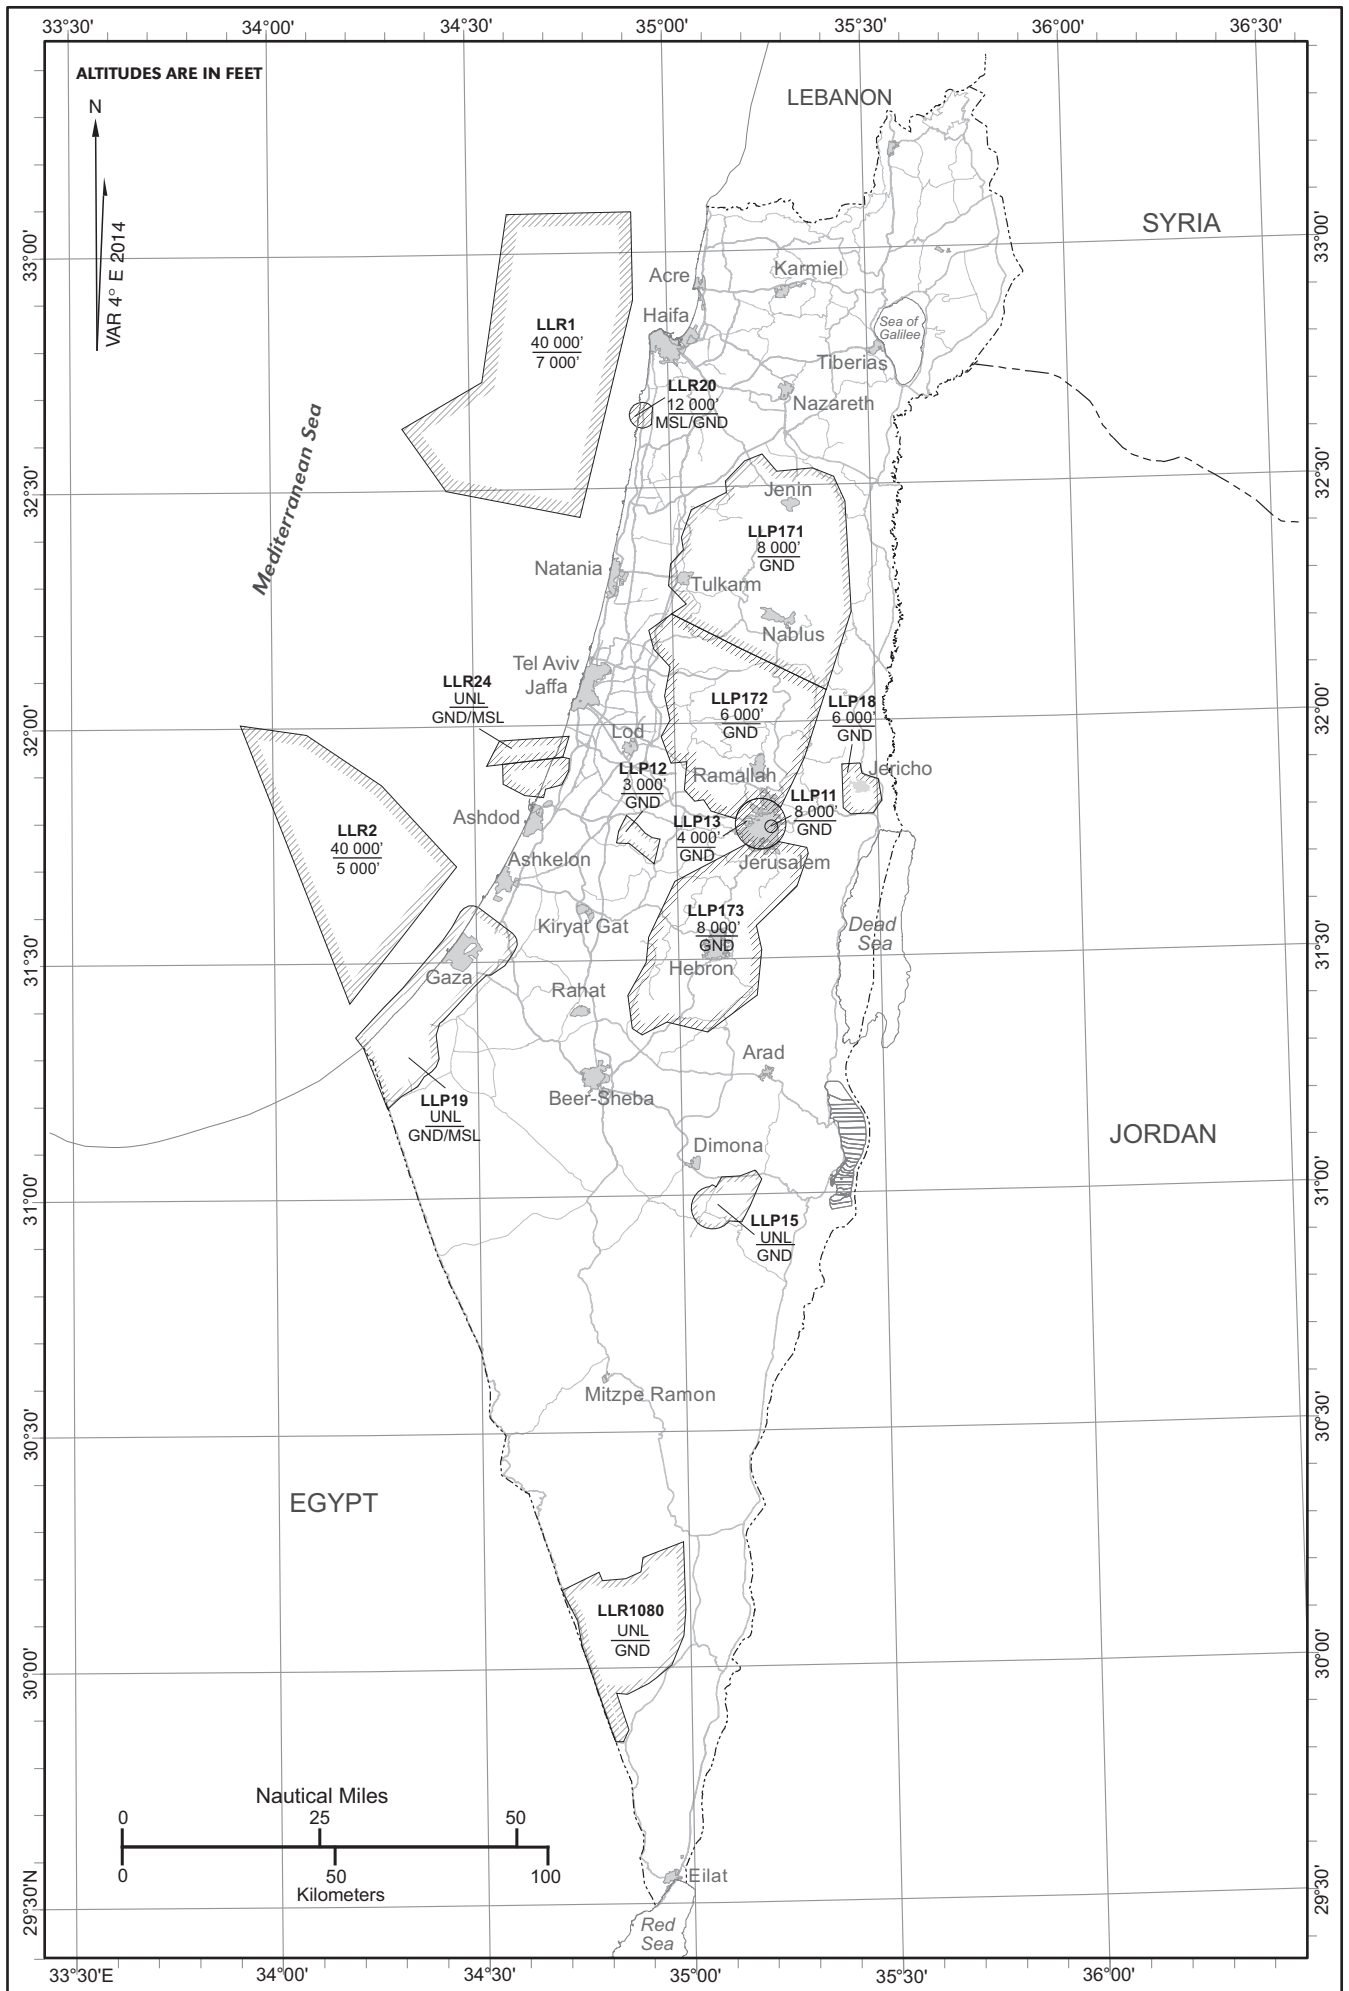 33°30' 34°00' 34°30' 35°00' 35°30' 36°00' 36°30'
ALTITUDES ARE IN FEET
N
VAR 4° E 2014
LEBANON
SYRIA
33°00'
33°00'
Acre
Karmiel
Haifa
Sea of
Galilee
Tiberias
Nazareth
LLR1
40 000'
7 000'
LLR20
12 000'
MSL/GND
Mediterranean Sea
32°30'
32°30'
Jenin
LLP171
8 000'
GND
Natania
Tulkarm
Nablus
Tel Aviv
Jaffa
LLR24
UNL
GND/MSL
LLP172
6 000'
GND
LLP18
6 000'
GND
32°00'
32°00'
Lod
LLP12
3 000'
GND
Ramallah
Jericho
LLP11
8 000'
GND
LLP13
4 000'
GND
Ashdod
LLR2
40 000'
5 000'
Ashkelon
Jerusalem
LLP173
8 000'
GND
Kiryat Gat
Dead
Sea
31°30'
31°30'
Gaza
Hebron
Rahat
Arad
Beer-Sheba
LLP19
UNL
GND/MSL
Dimona
JORDAN
31°00'
31°00'
LLP15
UNL
GND
Mitzpe Ramon
30°30'
30°30'
EGYPT
LLR1080
UNL
GND
30°00'
30°00'
Nautical Miles
0 25 50
0 50 100
Kilometers
Eilat
29°30'N
29°30'
Red
Sea
33°30'E 34°00' 34°30' 35°00' 35°30' 36°00'